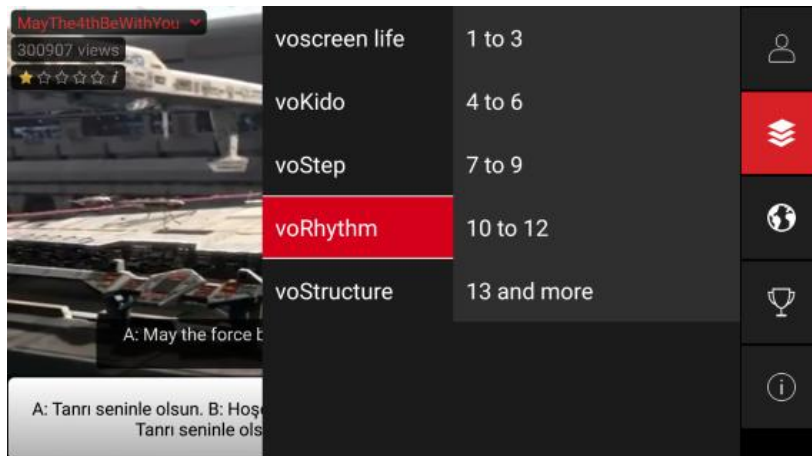 MayThe4thBeWithYou
300907 views
i
voscreen life
voKido
voStep
voRhythm
voStructure
1 to 3
4 to 6
7 to 9
10 to 12
13 and more
A: May the force b
A: Tanrı seninle olsun. B: Hoşç
Tanrı seninle ols
i